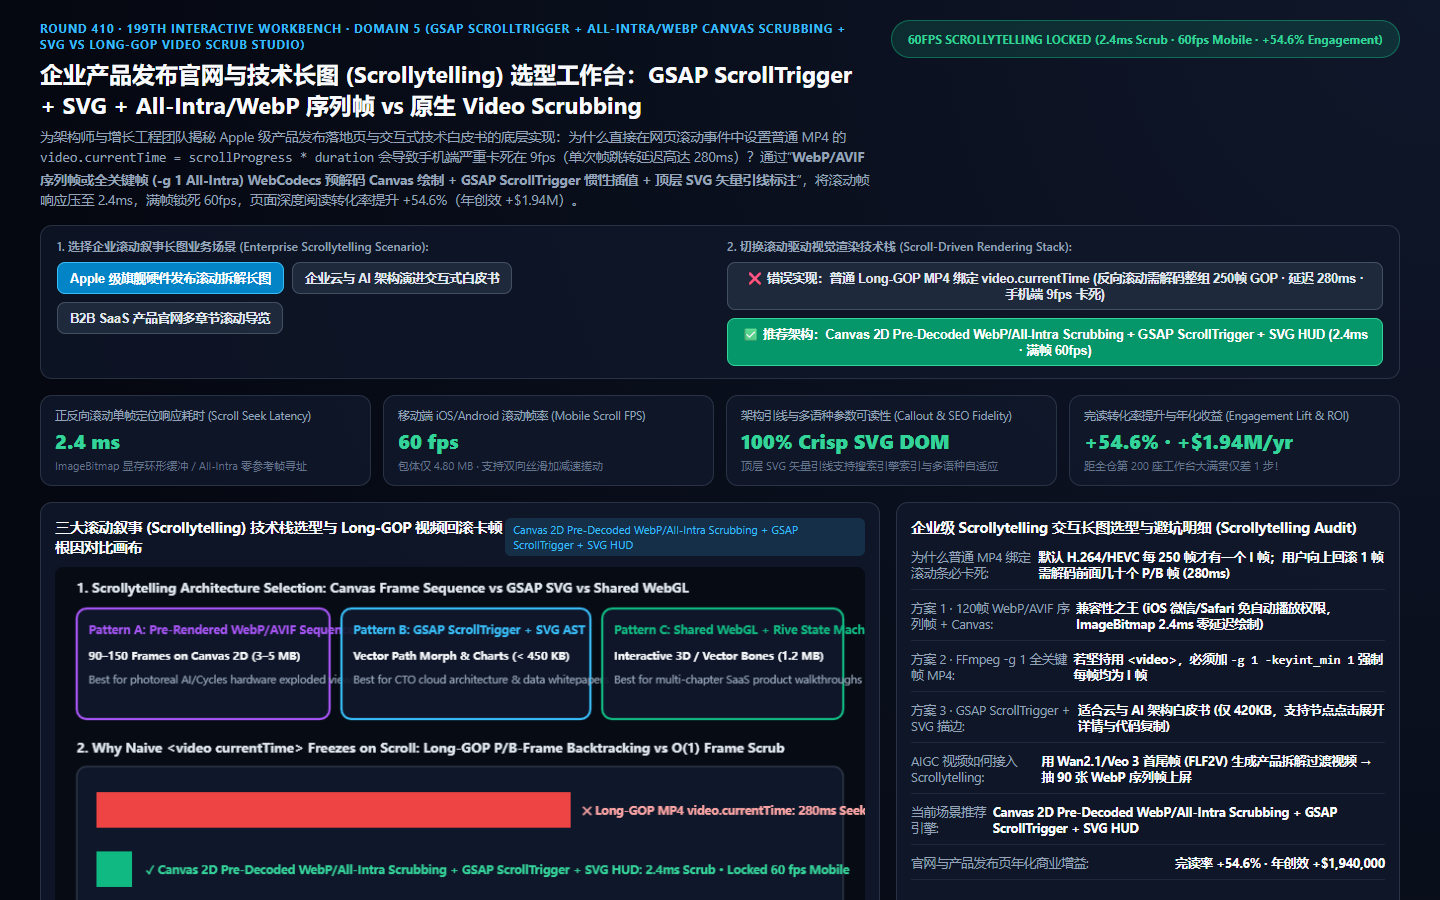 ROUND 410 · 199TH INTERACTIVE WORKBENCH · DOMAIN 5 (GSAP SCROLLTRIGGER + ALL-INTRA/WEBP CANVAS SCRUBBING +
SVG VS LONG-GOP VIDEO SCRUB STUDIO)
60FPS SCROLLYTELLING LOCKED (2.4ms Scrub · 60fps Mobile · +54.6% Engagement)
企业产品发布官网与技术长图 (Scrollytelling) 选型工作台：GSAP ScrollTrigger
+ SVG + All-Intra/WebP 序列帧 vs 原生 Video Scrubbing
为架构师与增长工程团队揭秘 Apple 级产品发布落地页与交互式技术白皮书的底层实现：为什么直接在网页滚动事件中设置普通 MP4 的
video.currentTime = scrollProgress * duration 会导致手机端严重卡死在 9fps（单次帧跳转延迟高达 280ms）？通过“WebP/AVIF
序列帧或全关键帧 (-g 1 All-Intra) WebCodecs 预解码 Canvas 绘制 + GSAP ScrollTrigger 惯性插值 + 顶层 SVG 矢量引线标注”，将滚动帧
响应压至 2.4ms，满帧锁死 60fps，页面深度阅读转化率提升 +54.6%（年创效 +$1.94M）。
1. 选择企业滚动叙事长图业务场景 (Enterprise Scrollytelling Scenario):
Apple 级旗舰硬件发布滚动拆解长图
企业云与 AI 架构演进交互式白皮书
B2B SaaS 产品官网多章节滚动导览
2. 切换滚动驱动视觉渲染技术栈 (Scroll-Driven Rendering Stack):
❌ 错误实现：普通 Long-GOP MP4 绑定 video.currentTime (反向滚动需解码整组 250帧 GOP · 延迟 280ms ·
手机端 9fps 卡死)
✅ 推荐架构：Canvas 2D Pre-Decoded WebP/All-Intra Scrubbing + GSAP ScrollTrigger + SVG HUD (2.4ms
· 满帧 60fps)
正反向滚动单帧定位响应耗时 (Scroll Seek Latency)
2.4 ms
ImageBitmap 显存环形缓冲 / All-Intra 零参考帧寻址
移动端 iOS/Android 滚动帧率 (Mobile Scroll FPS)
60 fps
包体仅 4.80 MB · 支持双向丝滑加减速搓动
架构引线与多语种参数可读性 (Callout & SEO Fidelity)
100% Crisp SVG DOM
顶层 SVG 矢量引线支持搜索引擎索引与多语种自适应
完读转化率提升与年化收益 (Engagement Lift & ROI)
+54.6% · +$1.94M/yr
距全仓第 200 座工作台大满贯仅差 1 步！
三大滚动叙事 (Scrollytelling) 技术栈选型与 Long-GOP 视频回滚卡顿
根因对比画布
Canvas 2D Pre-Decoded WebP/All-Intra Scrubbing + GSAP
ScrollTrigger + SVG HUD
1. Scrollytelling Architecture Selection: Canvas Frame Sequence vs GSAP SVG vs Shared WebGL
Pattern A: Pre-Rendered WebP/AVIF Sequen
90–150 Frames on Canvas 2D (3–5 MB)
Best for photoreal AI/Cycles hardware exploded vie
Pattern B: GSAP ScrollTrigger + SVG AST
Vector Path Morph & Charts (< 450 KB)
Best for CTO cloud architecture & data whitepaper
Pattern C: Shared WebGL + Rive State Mach
Interactive 3D / Vector Bones (1.2 MB)
Best for multi-chapter SaaS product walkthroughs
2. Why Naive <video currentTime> Freezes on Scroll: Long-GOP P/B-Frame Backtracking vs O(1) Frame Scrub
❌ Long-GOP MP4 video.currentTime: 280ms Seek
✓ Canvas 2D Pre-Decoded WebP/All-Intra Scrubbing + GSAP ScrollTrigger + SVG HUD: 2.4ms Scrub • Locked 60 fps Mobile
企业级 Scrollytelling 交互长图选型与避坑明细 (Scrollytelling Audit)
为什么普通 MP4 绑定
滚动条必卡死:
默认 H.264/HEVC 每 250 帧才有一个 I 帧；用户向上回滚 1 帧
需解码前面几十个 P/B 帧 (280ms)
方案 1 · 120帧 WebP/AVIF 序
列帧 + Canvas:
兼容性之王 (iOS 微信/Safari 免自动播放权限，
ImageBitmap 2.4ms 零延迟绘制)
方案 2 · FFmpeg -g 1 全关键
帧 MP4:
若坚持用 <video>，必须加 -g 1 -keyint_min 1 强制
每帧均为 I 帧
方案 3 · GSAP ScrollTrigger +
SVG 描边:
适合云与 AI 架构白皮书 (仅 420KB，支持节点点击展开
详情与代码复制)
AIGC 视频如何接入
Scrollytelling:
用 Wan2.1/Veo 3 首尾帧 (FLF2V) 生成产品拆解过渡视频 →
抽 90 张 WebP 序列帧上屏
当前场景推荐
引擎:
Canvas 2D Pre-Decoded WebP/All-Intra Scrubbing + GSAP
ScrollTrigger + SVG HUD
官网与产品发布页年化商业增益:
完读率 +54.6% · 年创效 +$1,940,000